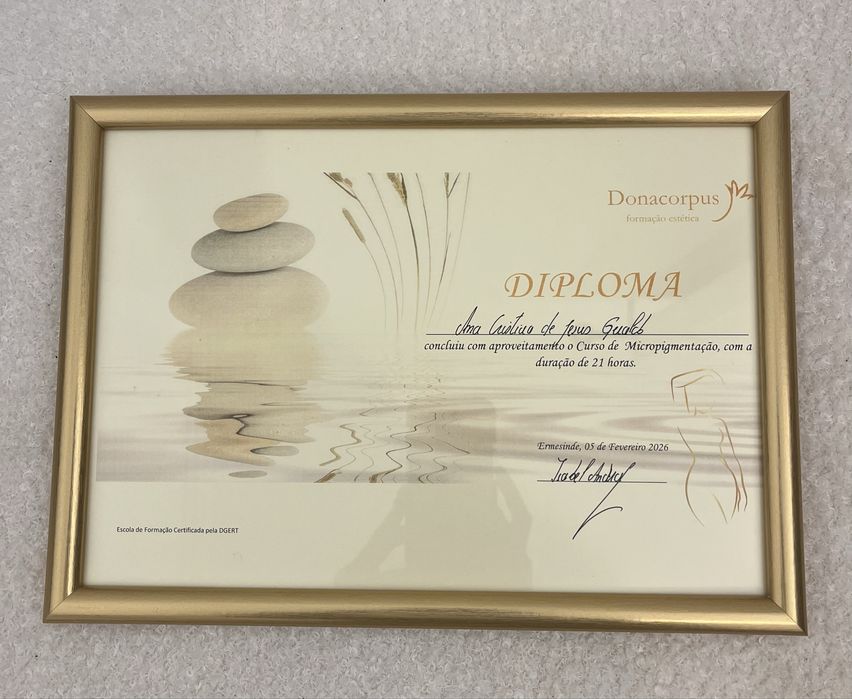 Donacorpus
formação estética
DIPLOMA
Ana Cristina de Jesus
concluiu com aproveitamento o Curso de Micropigmentação, com a
duração de 21 horas.
Ermesinde, 05 de Fevereiro 2026
Isabel
Escola de Formação Certificada pela DGERT